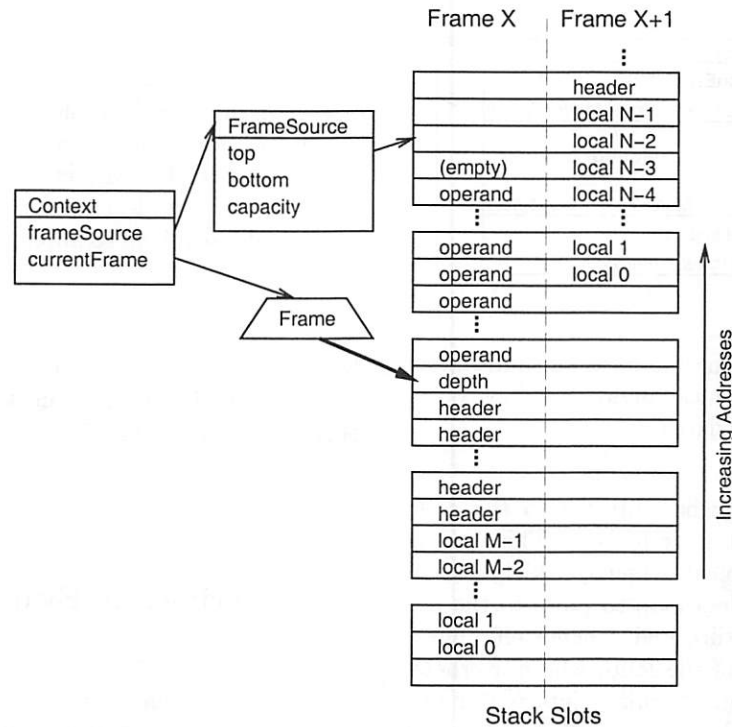 Frame X Frame X+1
header
local N−1
FrameSource
local N−2
top
(empty) local N−3
bottom
operand local N−4
capacity
Context
frameSource
currentFrame
operand local 1
operand local 0
operand
Frame
operand
depth
header
header
header
header
local M−1
local M−2
local 1
local 0
Increasing Addresses
Stack Slots